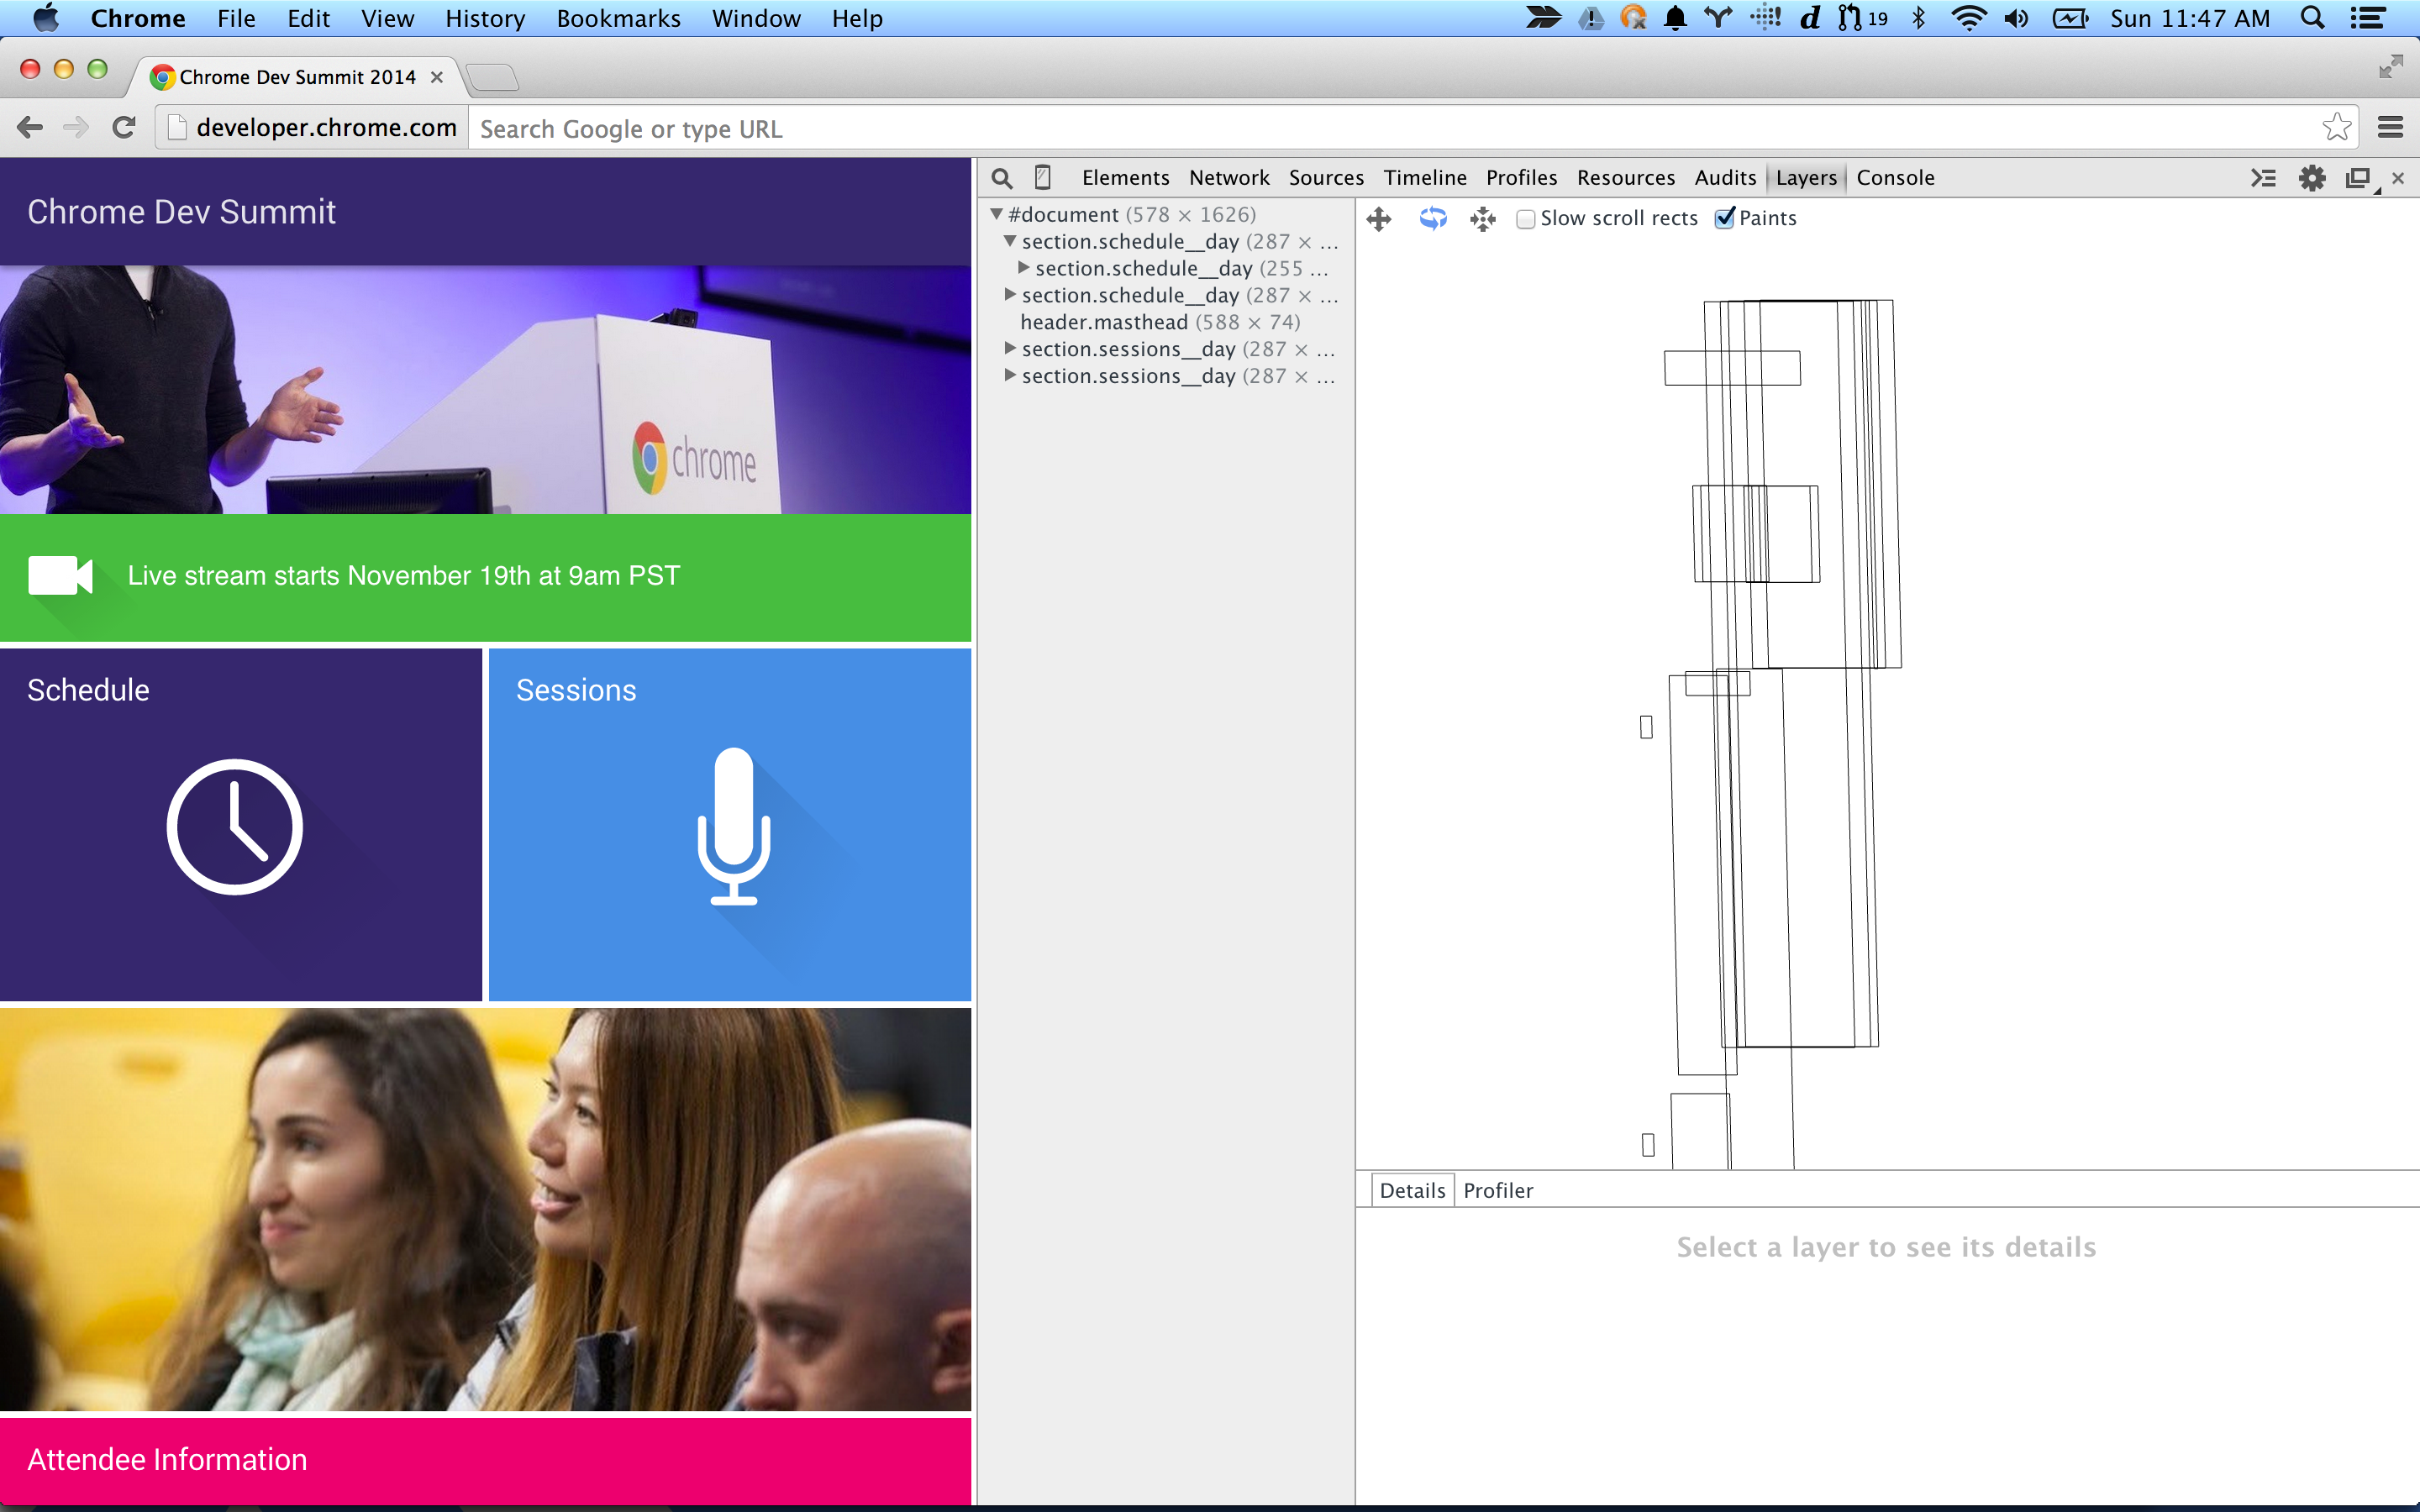 Chrome File Edit View History Bookmarks Window Help 19 Sun 11:47 AM
Chrome Dev Summit 2014
developer.chrome.com Search Google or type URL
Elements Network Sources Timeline Profiles Resources Audits Layers Console
Chrome Dev Summit
chrome
Live stream starts November 19th at 9am PST
Schedule
Sessions
Attendee Information
#document (578 × 1626)
section.schedule__day (287 × ...
section.schedule__day (255 ...
section.schedule__day (287 × ...
header.masthead (588 × 74)
section.sessions__day (287 × ...
section.sessions__day (287 × ...
Slow scroll rects Paints
Details Profiler
Select a layer to see its details